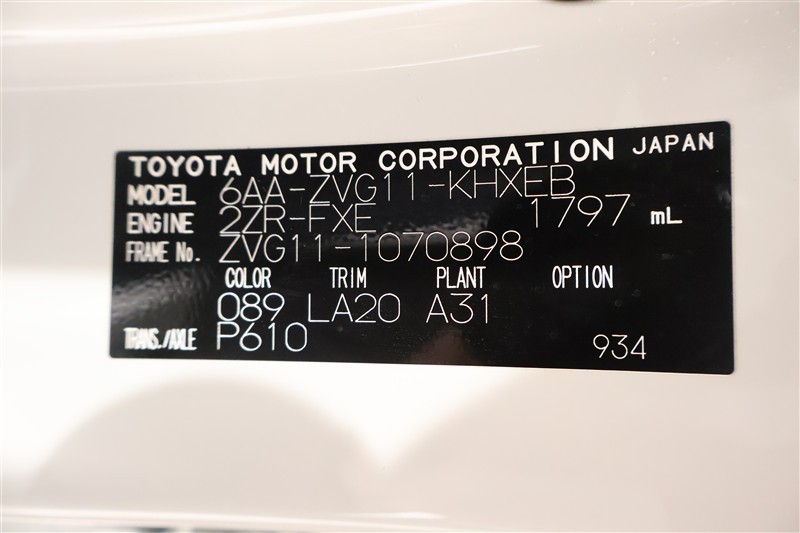 TOYOTA MOTOR CORPORATION JAPAN
MODEL 6AA-ZVG11-KHXEB
ENGINE 2ZR-FXE 1797 mL
FRAME No. ZVG11-1070898
COLOR TRIM PLANT OPTION
089 LA20 A31
TRANS./AXLE P610 934